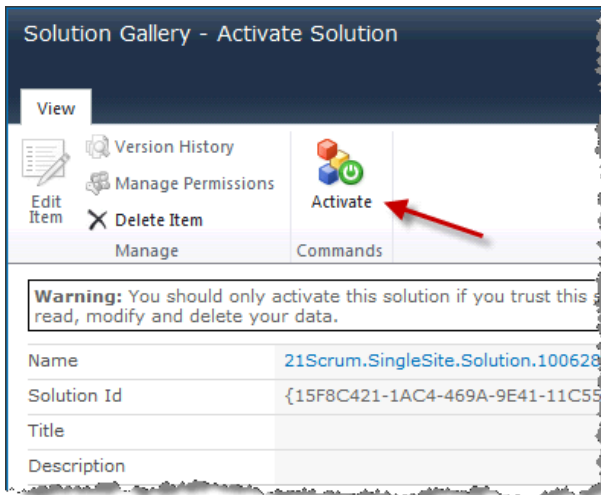 Solution Gallery - Activate Solution
View
Version History
Manage Permissions
Edit
Item
Delete Item
Activate
Manage
Commands
Warning: You should only activate this solution if you trust this
read, modify and delete your data.
Name 21Scrum.SingleSite.Solution.100628
Solution Id {15F8C421-1AC4-469A-9E41-11C55
Title
Description